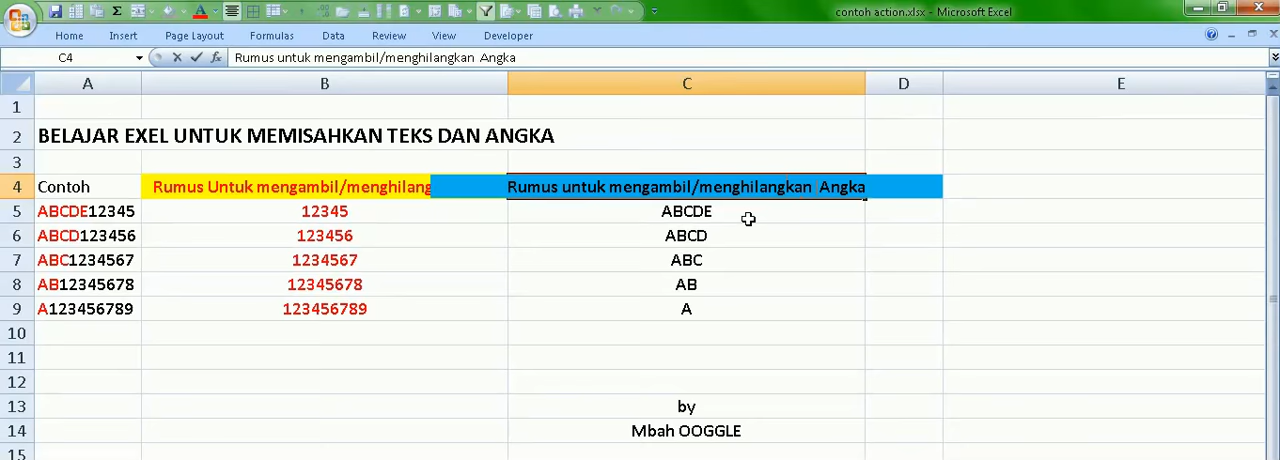 contoh action.xlsx - Microsoft Excel
Home Insert Page Layout Formulas Data Review View Developer
C4 fx Rumus untuk mengambil/menghilangkan Angka
A B C D E
1
2 BELAJAR EXEL UNTUK MEMISAHKAN TEKS DAN ANGKA
3
4 Contoh Rumus Untuk mengambil/menghilang Rumus untuk mengambil/menghilangkan Angka
5 ABCDE12345 12345 ABCDE
6 ABCD123456 123456 ABCD
7 ABC1234567 1234567 ABC
8 AB12345678 12345678 AB
9 A123456789 123456789 A
10
11
12
13 by
14 Mbah OOGGLE
15